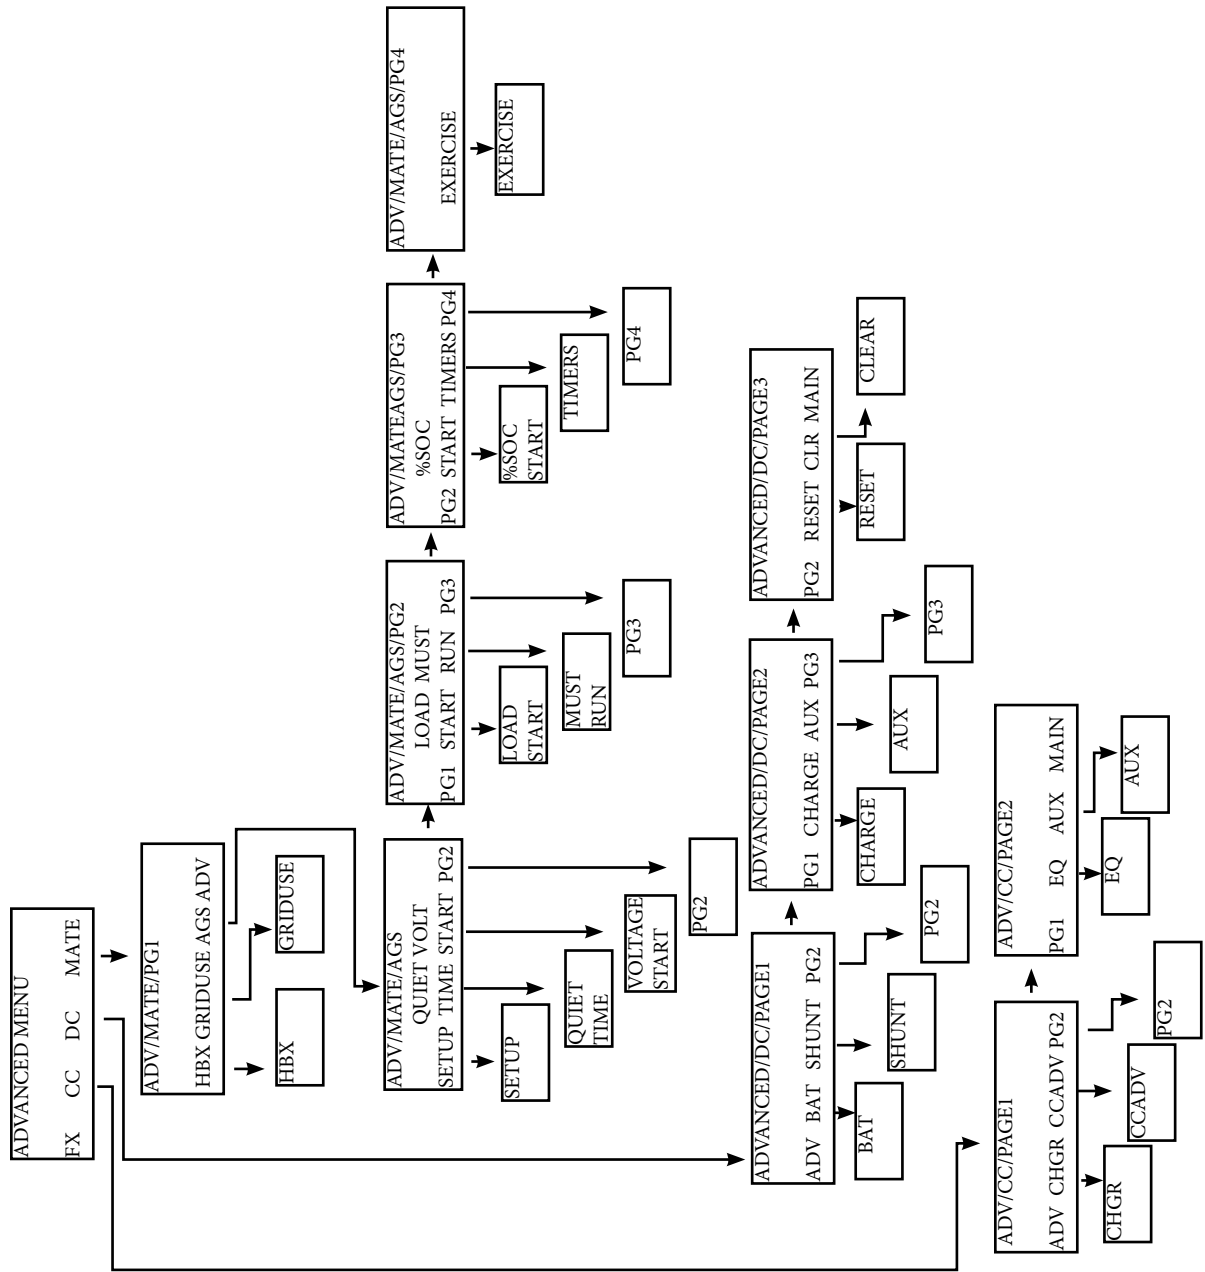 ADVANCED MENU
FX CC DC MATE
ADV/MATE/PG1
HBX GRIDUSE AGS ADV
HBX
GRIDUSE
ADV/MATE/AGS
QUIET VOLT
SETUP TIME START PG2
SETUP
QUIET
TIME
VOLTAGE
START
PG2
ADV/MATE/AGS/PG2
LOAD MUST
PG1 START RUN PG3
LOAD
START
MUST
RUN
PG3
ADV/MATEAGS/PG3
%SOC
PG2 START TIMERS PG4
%SOC
START
TIMERS
PG4
ADV/MATE/AGS/PG4
EXERCISE
EXERCISE
ADVANCED/DC/PAGE1
ADV BAT SHUNT PG2
BAT
SHUNT
PG2
ADVANCED/DC/PAGE2
PG1 CHARGE AUX PG3
CHARGE
AUX
PG3
ADVANCED/DC/PAGE3
PG2 RESET CLR MAIN
RESET
CLEAR
ADV/CC/PAGE1
ADV CHGR CCADV PG2
CHGR
CCADV
PG2
ADV/CC/PAGE2
PG1 EQ AUX MAIN
EQ
AUX